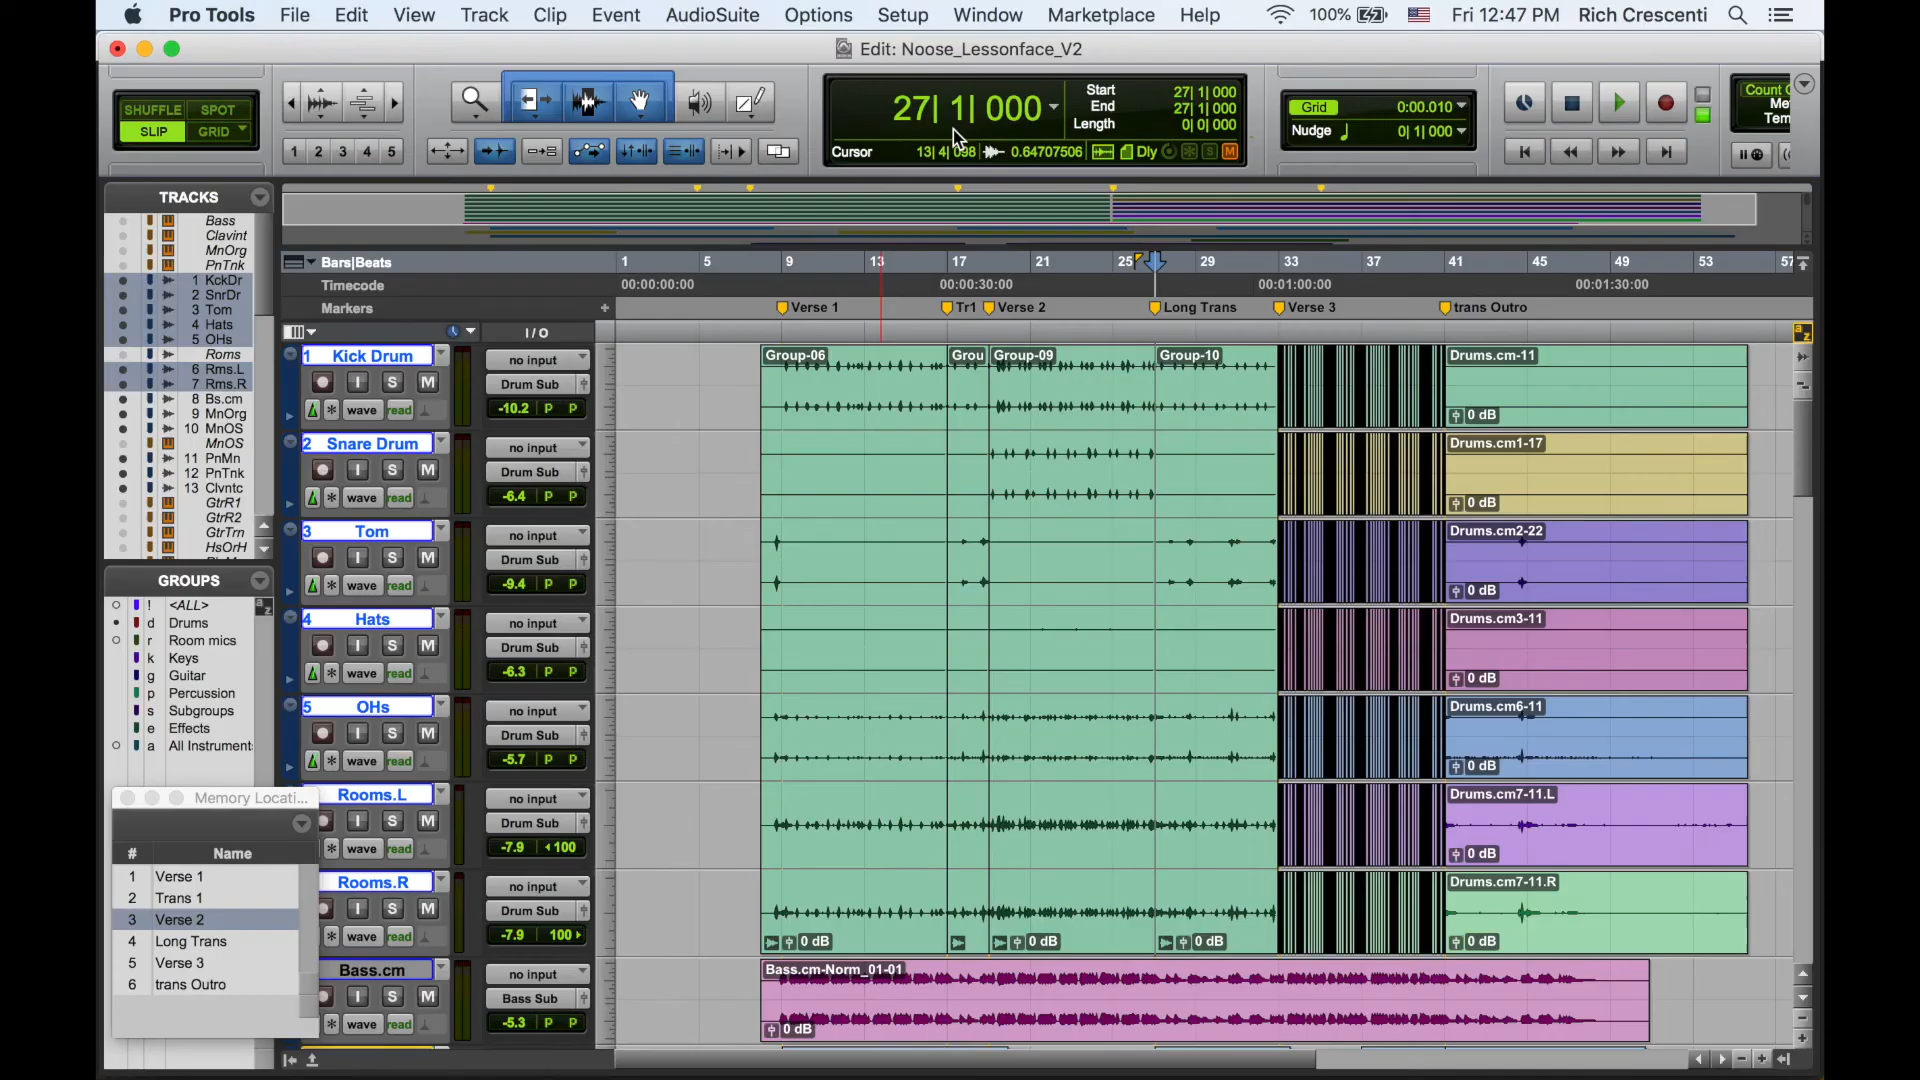 Pro Tools File Edit View Track Clip Event AudioSuite Options Setup Window Marketplace Help 100% Fri 12:47 PM Rich Crescenti
Edit: Noose_Lessonface_V2
SHUFFLE SPOT
SLIP GRID
1 2 3 4 5
27| 1| 000
Start 27| 1| 000
End 27| 1| 000
Length 0| 0| 000
Cursor 13| 4| 098 0.64707506 Dly S M
Grid 0:00.010
Nudge 0| 1| 000
Count
Me
Tem
TRACKS
Bass
Clavint
MnOrg
PnTnk
1 KckDr
2 SnrDr
3 Tom
4 Hats
5 OHs
Roms
6 Rms.L
7 Rms.R
8 Bs.cm
9 MnOrg
10 MnOS
MnOS
11 PnMn
12 PnTnk
13 Clvntc
GtrR1
GtrR2
GtrTrn
HsOrH
GROUPS
! <ALL>
d Drums
r Room mics
k Keys
g Guitar
p Percussion
s Subgroups
e Effects
a All Instrument
a z
Memory Locati...
# Name
1 Verse 1
2 Trans 1
3 Verse 2
4 Long Trans
5 Verse 3
6 trans Outro
Bars|Beats 1 5 9 13 17 21 25 29 33 37 41 45 49 53 57
Timecode 00:00:00:00 00:00:30:00 00:01:00:00 00:01:30:00
Markers + Verse 1 Tr1 Verse 2 Long Trans Verse 3 trans Outro
I / O
a z
1 Kick Drum no input Group-06 Grou Group-09 Group-10 Drums.cm-11
I S M Drum Sub
wave read -10.2 P P 0 dB
2 Snare Drum no input Drums.cm1-17
I S M Drum Sub
wave read -6.4 P P 0 dB
3 Tom no input Drums.cm2-22
I S M Drum Sub
wave read -9.4 P P 0 dB
4 Hats no input Drums.cm3-11
I S M Drum Sub
wave read -6.3 P P 0 dB
5 OHs no input Drums.cm6-11
I S M Drum Sub
wave read -5.7 P P 0 dB
Rooms.L no input Drums.cm7-11.L
I S M Drum Sub
wave read -7.9 100 0 dB
Rooms.R no input Drums.cm7-11.R
I S M Drum Sub
wave read -7.9 100 0 dB 0 dB 0 dB 0 dB
Bass.cm no input Bass.cm-Norm_01-01
I S M Bass Sub
wave read -5.3 P P 0 dB